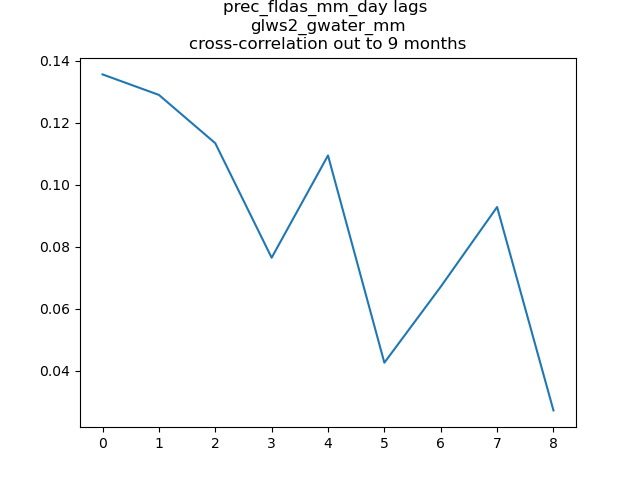 prec_fldas_mm_day lags
glws2_gwater_mm
cross-correlation out to 9 months
0.14
0.12
0.10
0.08
0.06
0.04
0 1 2 3 4 5 6 7 8